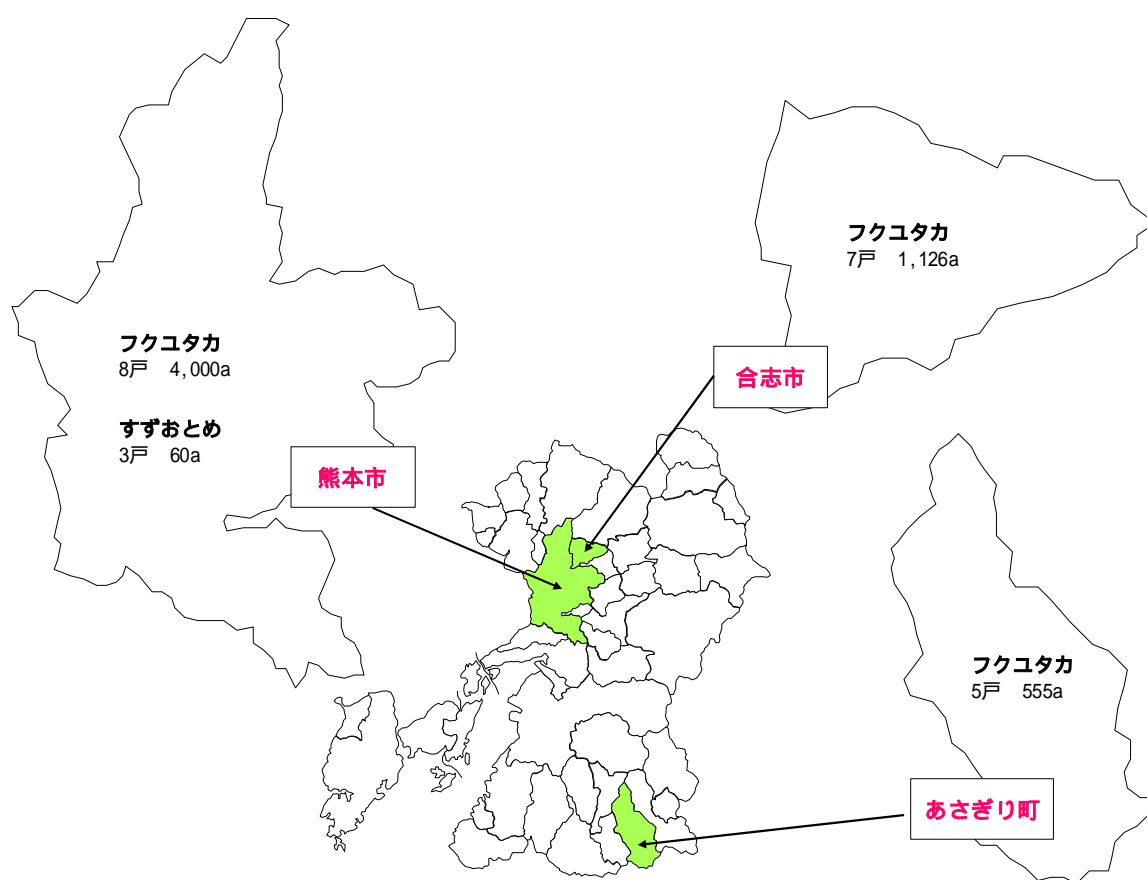 フクユタカ
8戸 4,000a
すずおとめ
3戸 60a
熊本市
フクユタカ
7戸 1,126a
合志市
フクユタカ
5戸 555a
あさぎり町